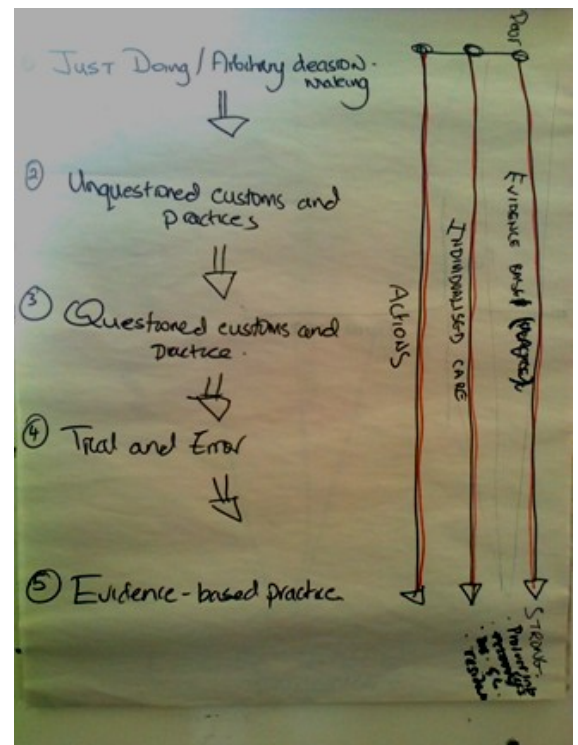 Just Doing / Arbitrary decision-
making
② Unquestioned customs and
practices
③ Questioned customs and
practice.
④ Trial and Error
⑤ Evidence-based practice
ACTIONS
INDIVIDUALISED CARE
Poor
EVIDENCE BASE
STRONG.